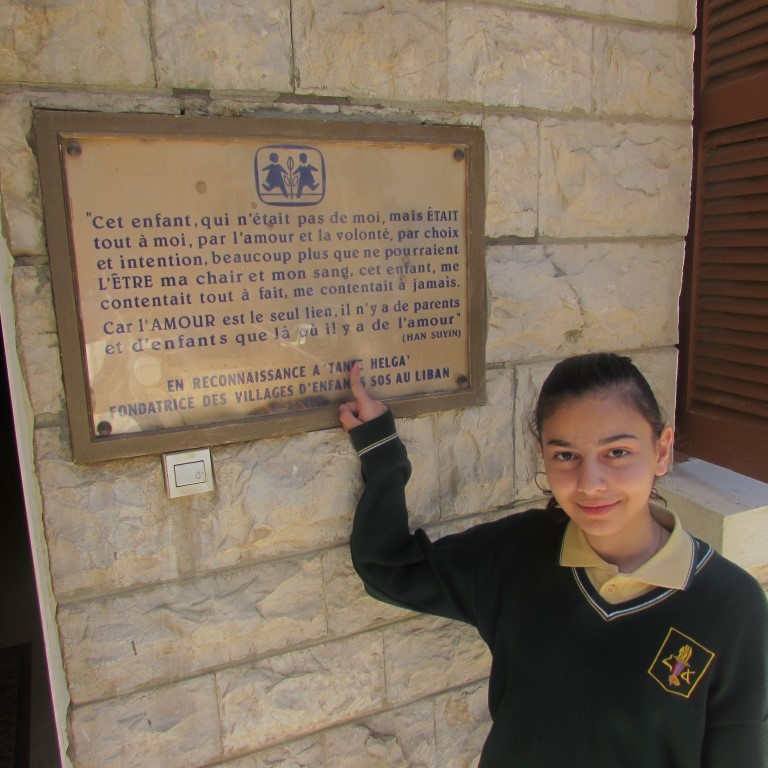 "Cet enfant, qui n'était pas de moi, mais ÉTAIT
tout à moi, par l'amour et la volonté, par choix
et intention, beaucoup plus que ne pourraient
L'ÊTRE ma chair et mon sang, cet enfant, me
contentait tout à fait, me contentait à jamais.
Car l'AMOUR est le seul lien, il n'y a de parents
et d'enfants que là où il y a de l'amour"
(HAN SUYIN)
EN RECONNAISSANCE A 'TANTE HELGA'
FONDATRICE DES VILLAGES D'ENFANTS SOS AU LIBAN